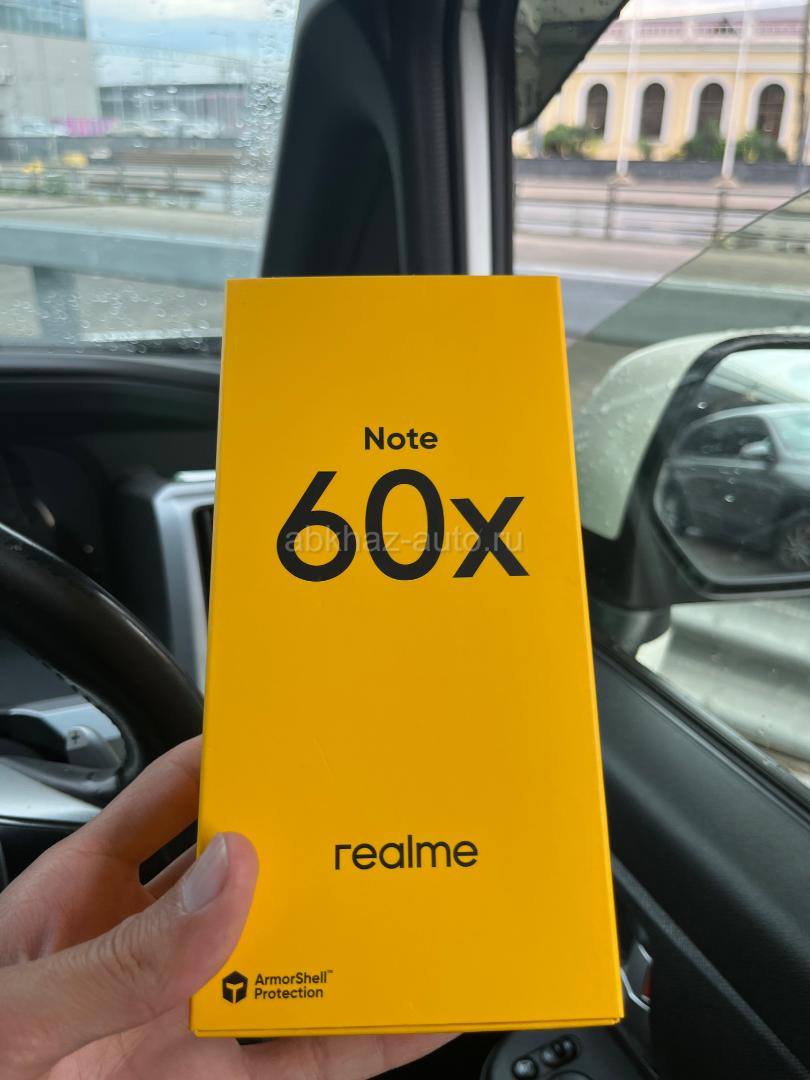 Note
60x
abkhaz-auto.ru
realme
ArmorShell™
Protection